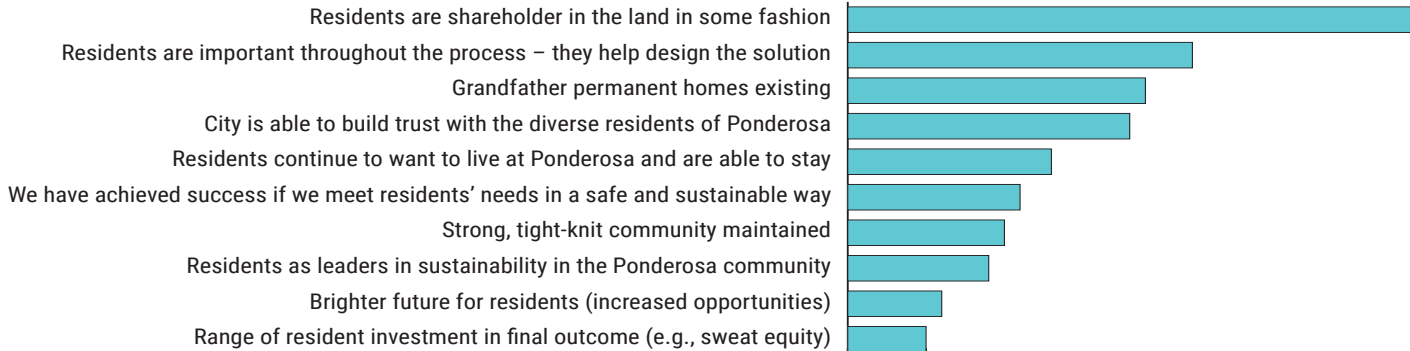 Residents are shareholder in the land in some fashion
Residents are important throughout the process – they help design the solution
Grandfather permanent homes existing
City is able to build trust with the diverse residents of Ponderosa
Residents continue to want to live at Ponderosa and are able to stay
We have achieved success if we meet residents’ needs in a safe and sustainable way
Strong, tight-knit community maintained
Residents as leaders in sustainability in the Ponderosa community
Brighter future for residents (increased opportunities)
Range of resident investment in final outcome (e.g., sweat equity)